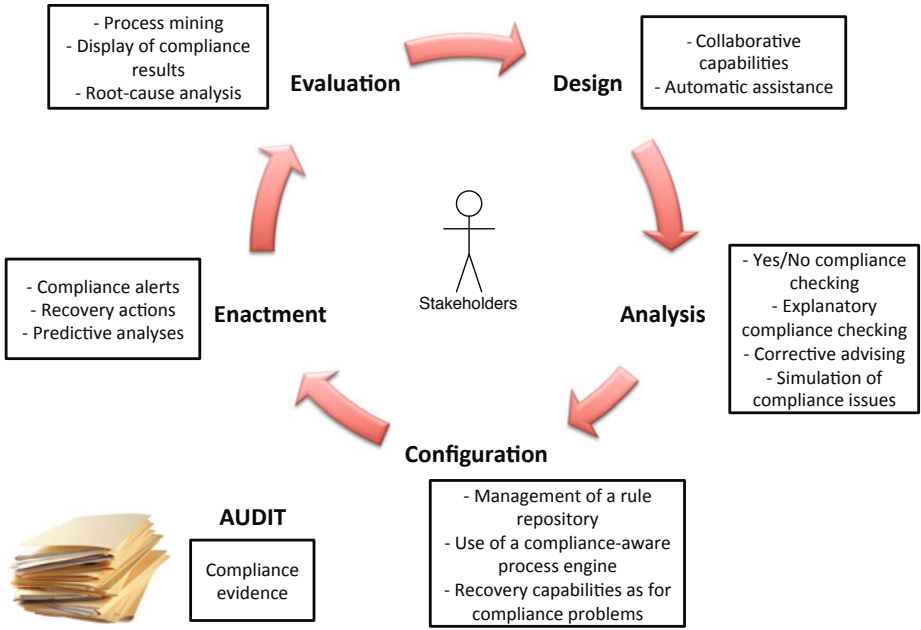 - Process mining
- Display of compliance
results
- Root-cause analysis
Evaluation
Design
- Collaborative
capabilities
- Automatic assistance
- Compliance alerts
- Recovery actions
- Predictive analyses
Enactment
Stakeholders
Analysis
- Yes/No compliance
checking
- Explanatory
compliance checking
- Corrective advising
- Simulation of
compliance issues
Configuration
- Management of a rule
repository
- Use of a compliance-aware
process engine
- Recovery capabilities as for
compliance problems
AUDIT
Compliance
evidence